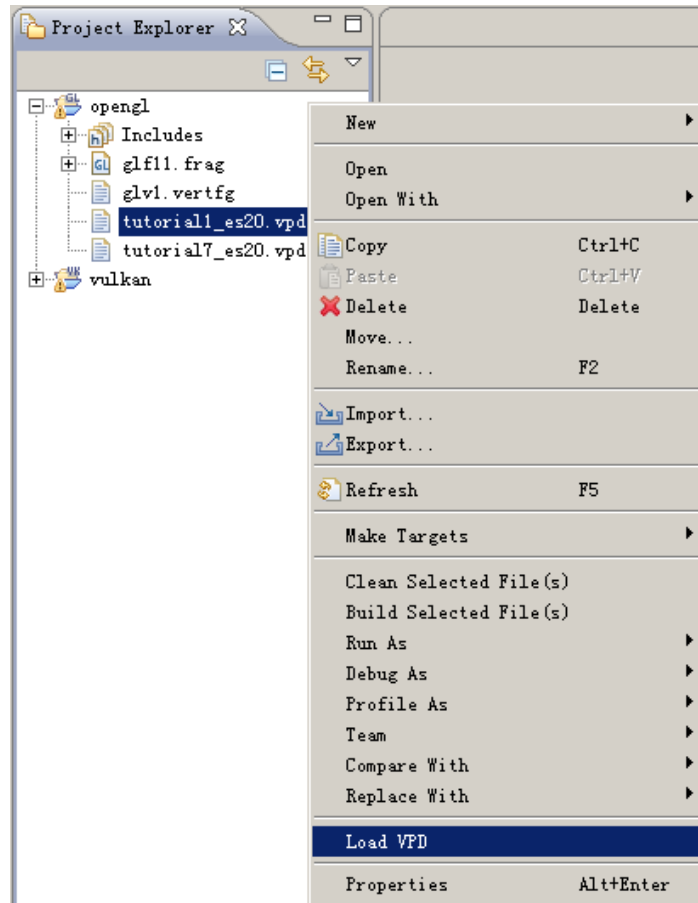 Project Explorer
opengl
Includes
glf11.frag
glv1.vertfg
tutorial1_es20.vpd
tutorial7_es20.vpd
vulkan
New
Open
Open With
Copy Ctrl+C
Paste Ctrl+V
Delete Delete
Move...
Rename... F2
Import...
Export...
Refresh F5
Make Targets
Clean Selected File(s)
Build Selected File(s)
Run As
Debug As
Profile As
Team
Compare With
Replace With
Load VPD
Properties Alt+Enter